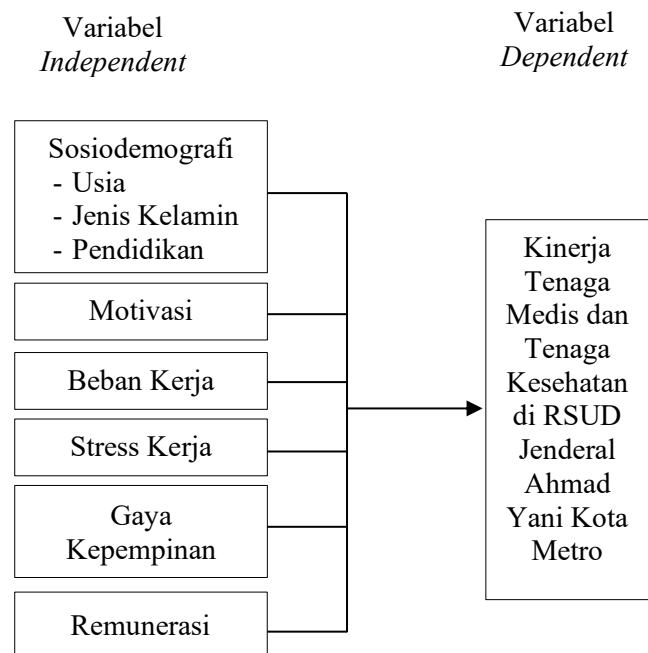 Variabel
Independent
Variabel
Dependent
Sosiodemografi
- Usia
- Jenis Kelamin
- Pendidikan
Motivasi
Beban Kerja
Stress Kerja
Gaya
Kepempinan
Remunerasi
Kinerja
Tenaga
Medis dan
Tenaga
Kesehatan
di RSUD
Jenderal
Ahmad
Yani Kota
Metro